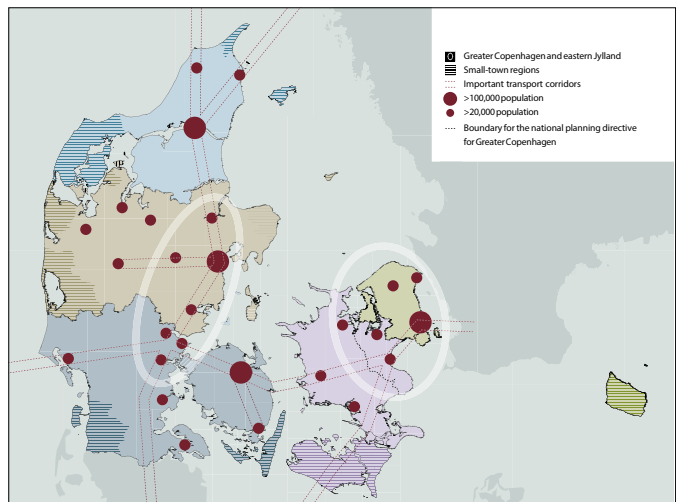 Greater Copenhagen and eastern Jylland
Small-town regions
Important transport corridors
>100,000 population
>20,000 population
Boundary for the national planning directive
for Greater Copenhagen